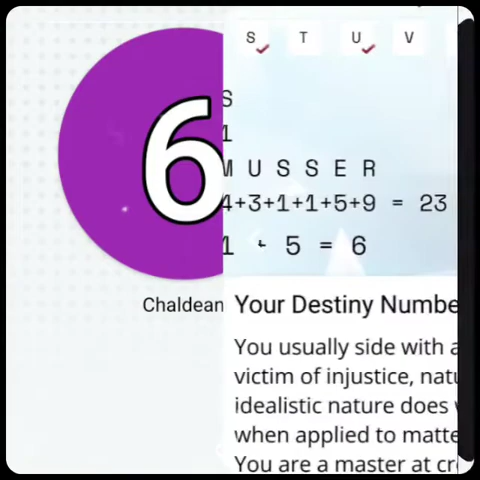 S T U V
6
S
1
M U S S E R
4+3+1+1+5+9 = 23
1 + 5 = 6
Chaldean
Your Destiny Numbe
You usually side with a
victim of injustice, natu
idealistic nature does
when applied to matte
You are a master at cr